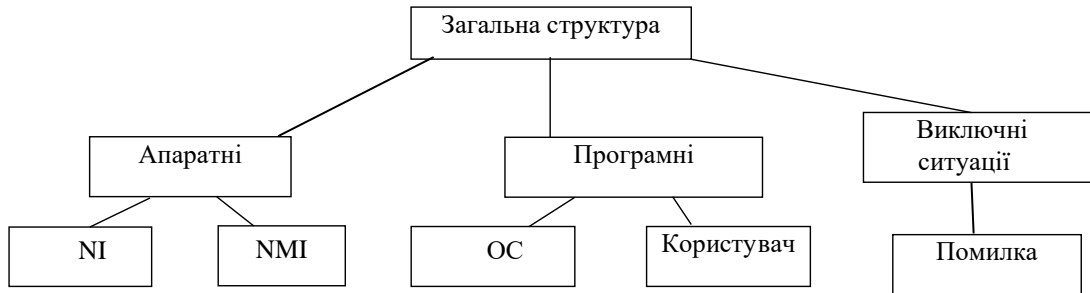 Загальна структура
Апаратні
Програмні
Виключні
ситуації
NI
NMI
ОС
Користувач
Помилка